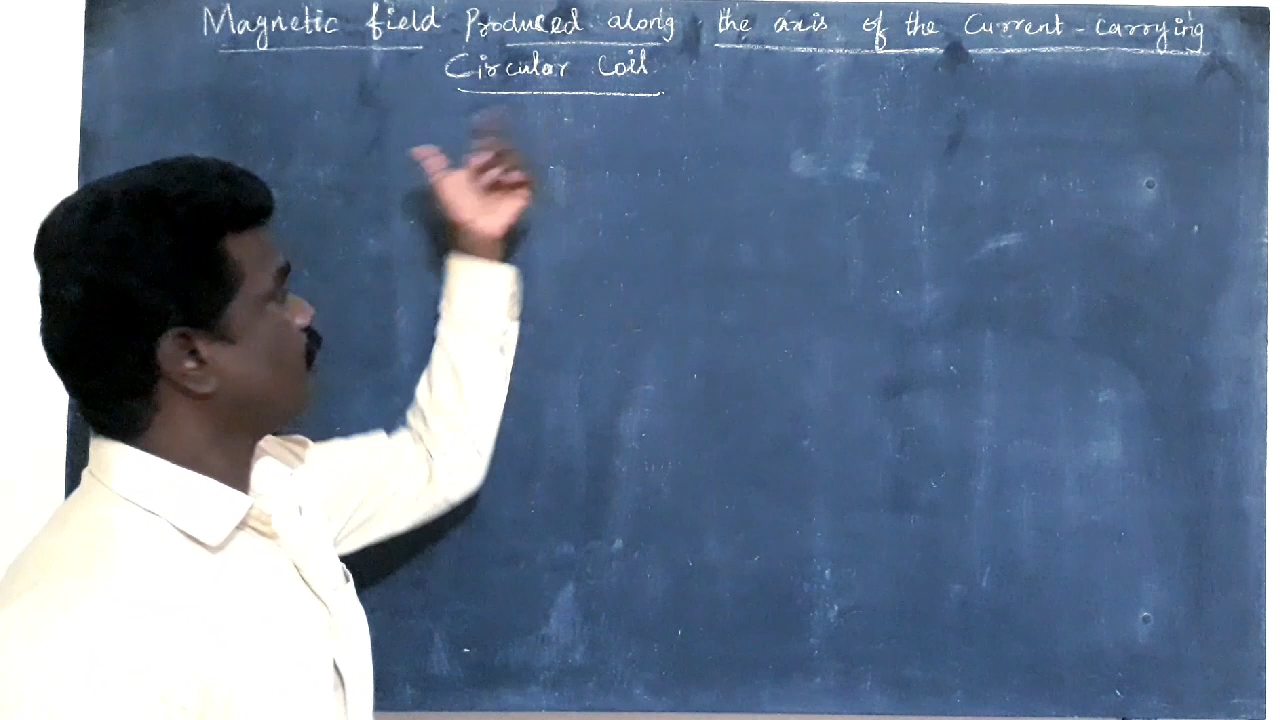 Magnetic field Produced along the axis of the Current-Carrying
Circular Coil